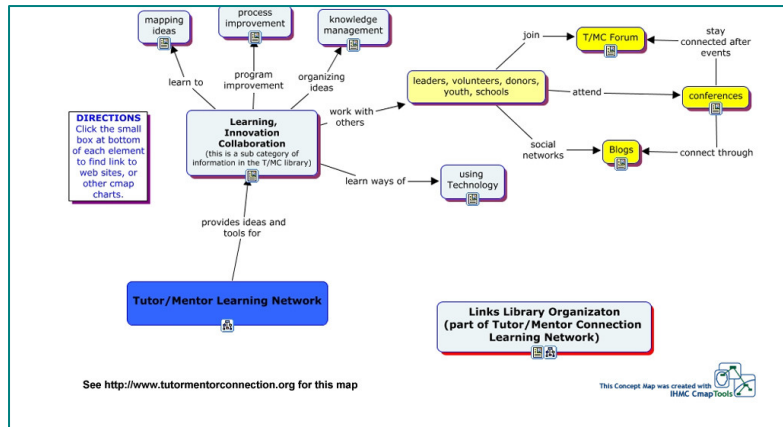 mapping
ideas
process
improvement
knowledge
management
learn to
program
improvement
organizing
ideas
join
T/MC Forum
stay
connected after
events
leaders, volunteers, donors,
youth, schools
attend
conferences
work with
others
social
networks
Blogs
connect through
DIRECTIONS
Click the small
box at bottom
of each element
to find link to
web sites, or
other cmap
charts.
Learning,
Innovation
Collaboration
(this is a sub category of
information in the T/MC library)
learn ways of
using
Technology
provides ideas and
tools for
Tutor/Mentor Learning Network
Links Library Organizaton
(part of Tutor/Mentor Connection
Learning Network)
See http://www.tutormentorconnection.org for this map
This Concept Map was created with
IHMC CmapTools